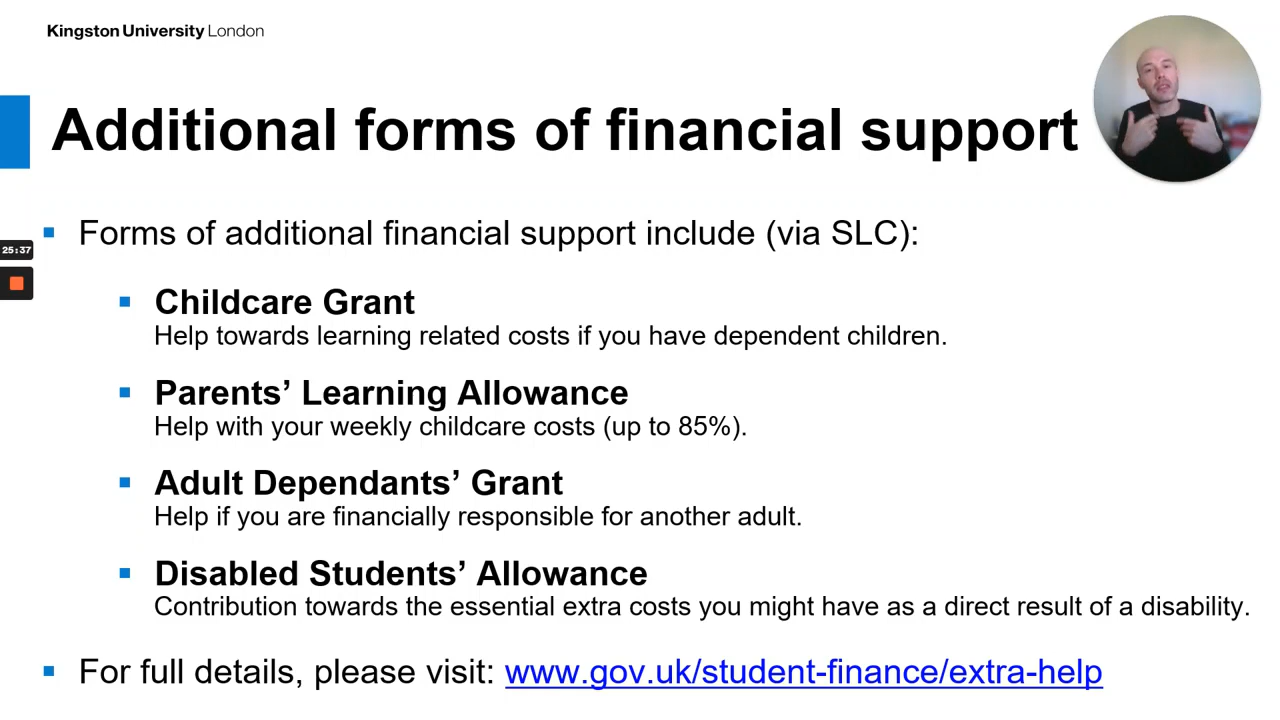 Kingston University London
Additional forms of financial support
25:37
▪ Forms of additional financial support include (via SLC):
▪ Childcare Grant
Help towards learning related costs if you have dependent children.
▪ Parents’ Learning Allowance
Help with your weekly childcare costs (up to 85%).
▪ Adult Dependants’ Grant
Help if you are financially responsible for another adult.
▪ Disabled Students’ Allowance
Contribution towards the essential extra costs you might have as a direct result of a disability.
▪ For full details, please visit: www.gov.uk/student-finance/extra-help